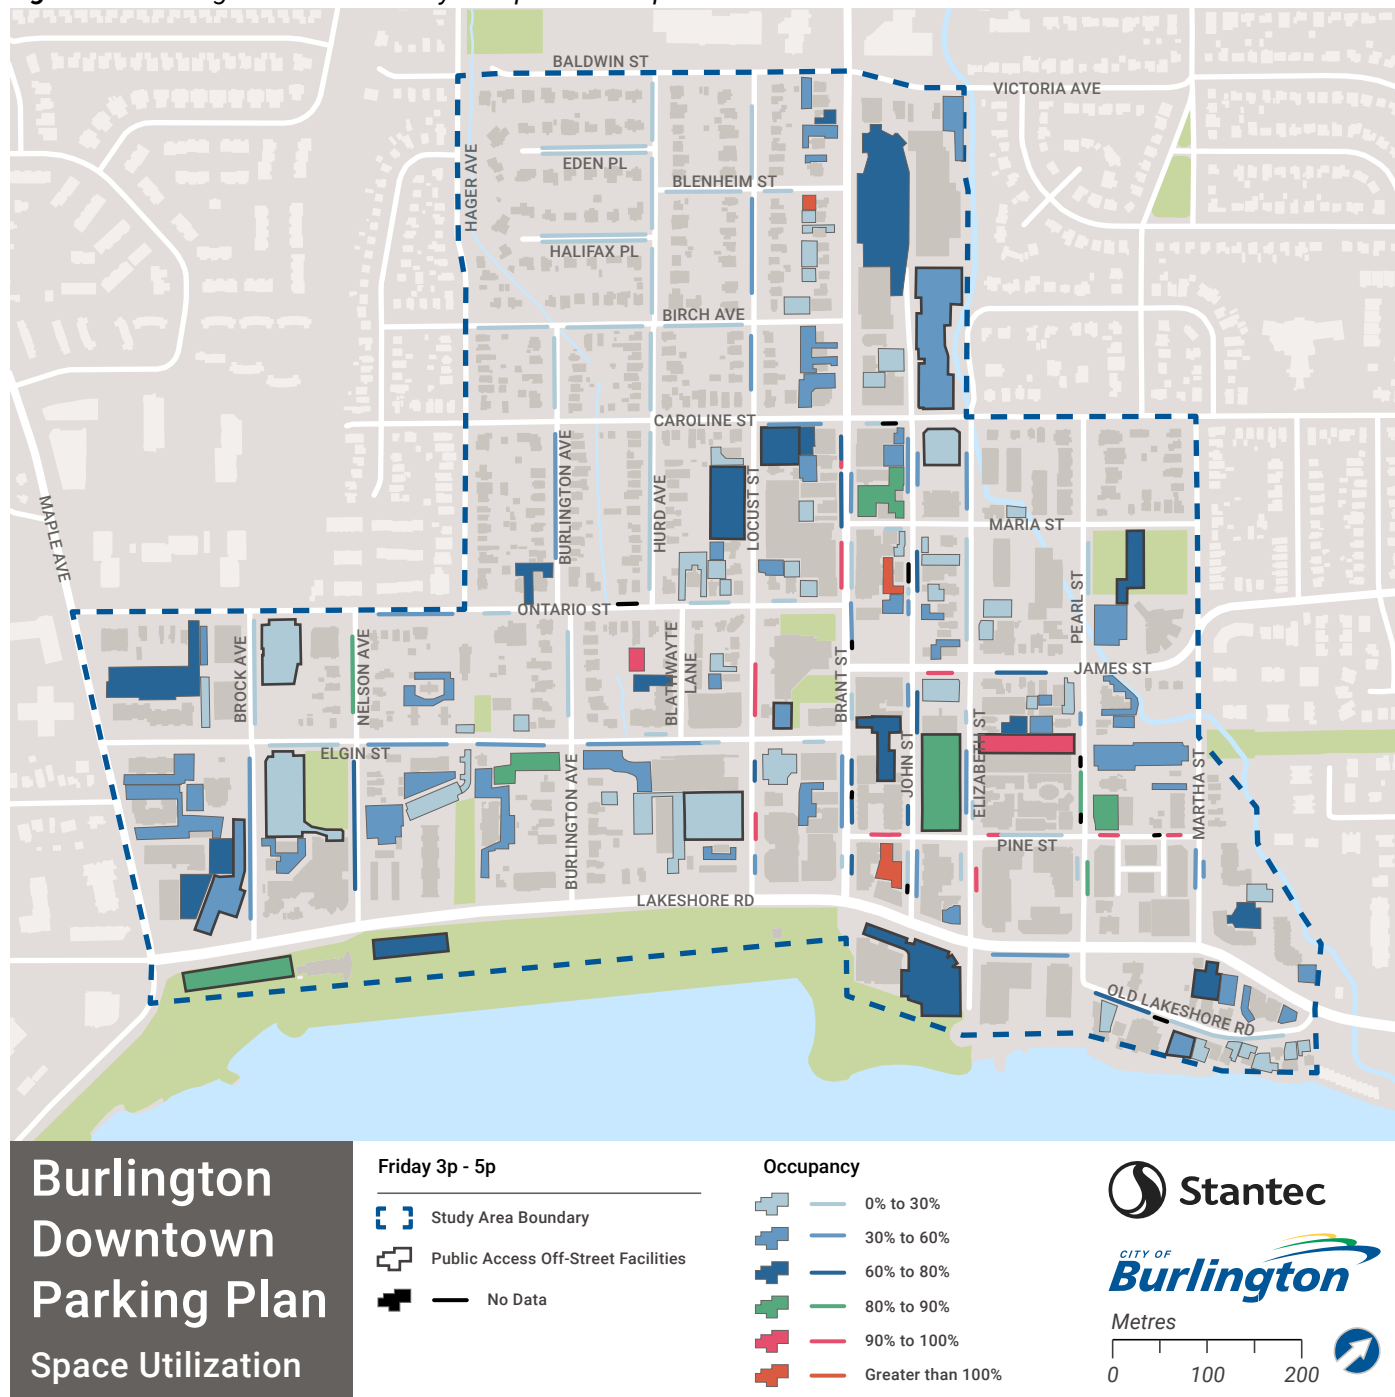 BALDWIN ST
VICTORIA AVE
HAGER AVE
EDEN PL
BLENHEIM ST
HALIFAX PL
BIRCH AVE
CAROLINE ST
MAPLE AVE
BURLINGTON AVE
HURD AVE
LOCUST ST
MARIA ST
PEARL ST
ONTARIO ST
BROCK AVE
NELSON AVE
BLATHWAYTE
LANE
BRANT ST
JAMES ST
ELGIN ST
BURLINGTON AVE
JOHN ST
ELIZABETH ST
MARTHA ST
PINE ST
LAKESHORE RD
OLD LAKESHORE RD
Burlington
Downtown
Parking Plan
Space Utilization
Friday 3p - 5p
Study Area Boundary
Public Access Off-Street Facilities
No Data
Occupancy
0% to 30%
30% to 60%
60% to 80%
80% to 90%
90% to 100%
Greater than 100%
Stantec
CITY OF
Burlington
Metres
0 100 200